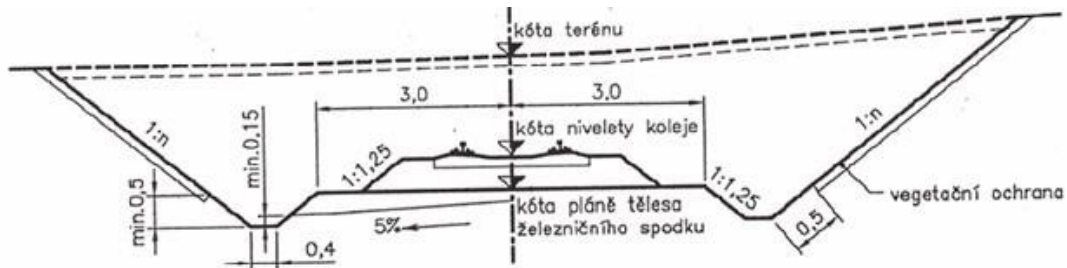 kóta terénu
3,0
3,0
kóta nivelety koleje
1:n
1:n
min.0,15
1:1,25
1:1,25
min.0,5
vegetační ochrana
kóta pláně tělesa
železničního spodku
5%
0,5
0,4